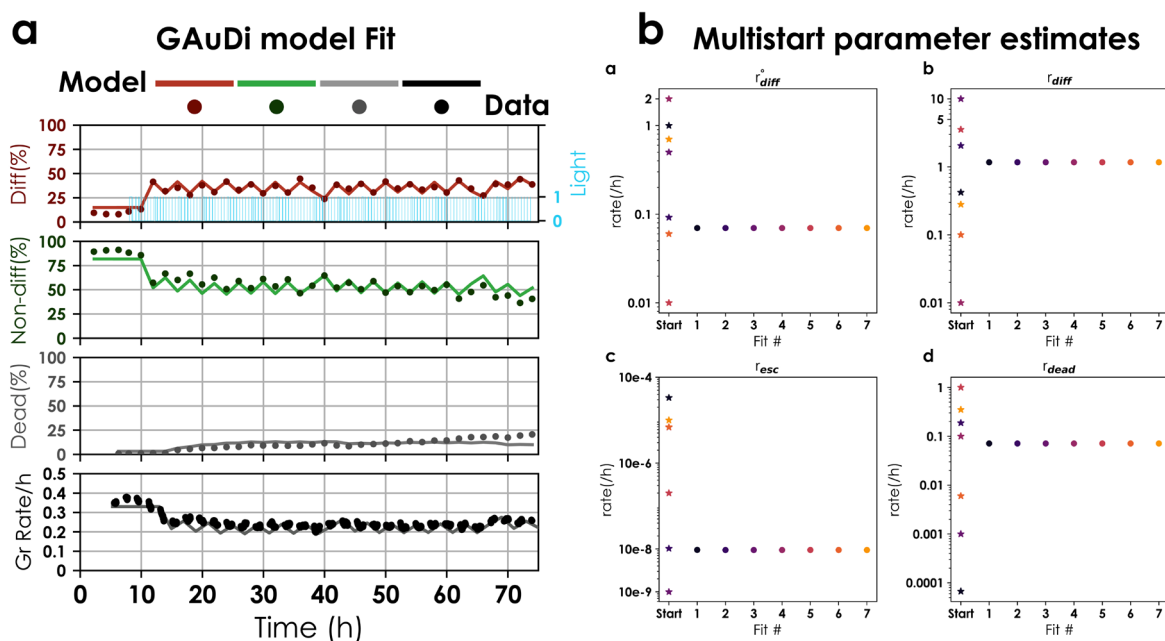 a
GAuDi model Fit
Model
Data
100
75
50
25
0
Diff(%)
1
0
Light
100
75
50
25
0
Non-diff(%)
100
75
50
25
0
Dead(%)
0.5
0.4
0.3
0.2
0.1
0
Gr Rate/h
0 10 20 30 40 50 60 70
Time (h)
b
Multistart parameter estimates
a
r°diff
2
1
0.1
0.01
rate(/h)
Start 1 2 3 4 5 6 7
Fit #
b
rdiff
10
5
1
0.1
0.01
rate(/h)
Start 1 2 3 4 5 6 7
Fit #
c
resc
10e-4
10e-6
10e-8
10e-9
rate(/h)
Start 1 2 3 4 5 6 7
Fit #
d
rdead
1
0.1
0.01
0.001
0.0001
rate(/h)
Start 1 2 3 4 5 6 7
Fit #